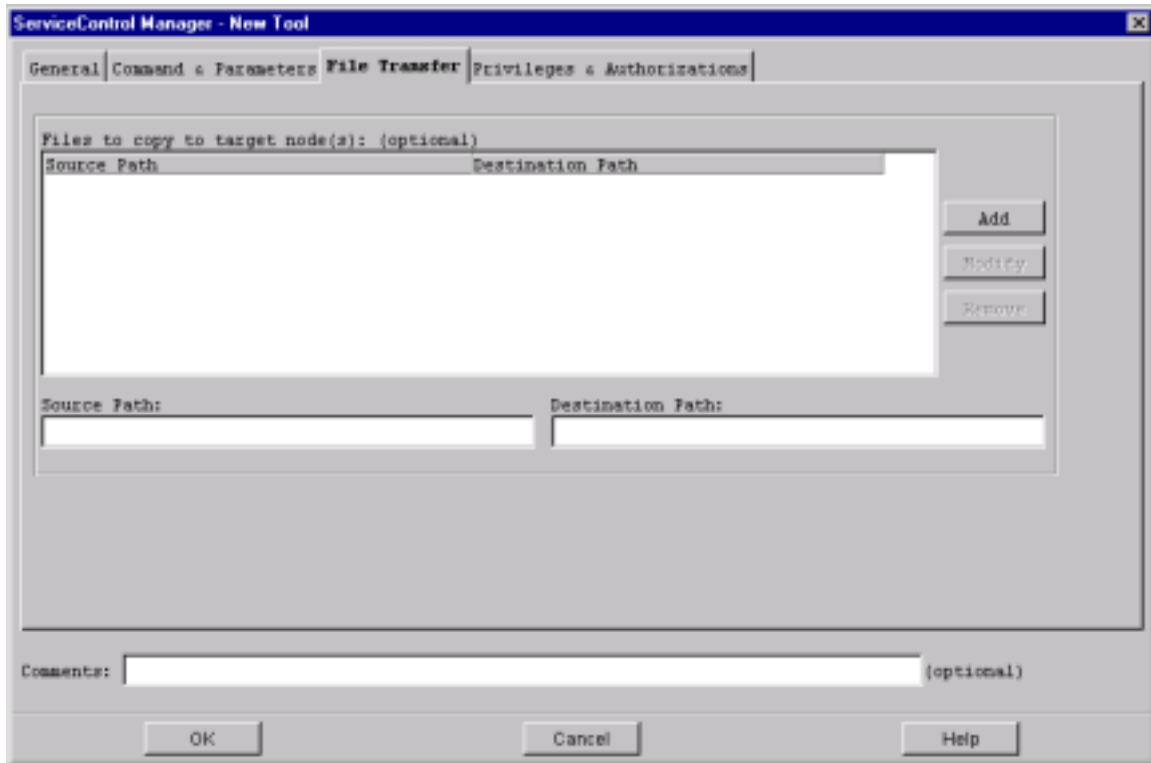 ServiceControl Manager - New Tool
General Command & Parameters File Transfer Privileges & Authorizations
Files to copy to target node(s): (optional)
Source Path Destination Path
Add
Modify
Remove
Source Path: Destination Path:
Comments: (optional)
OK Cancel Help